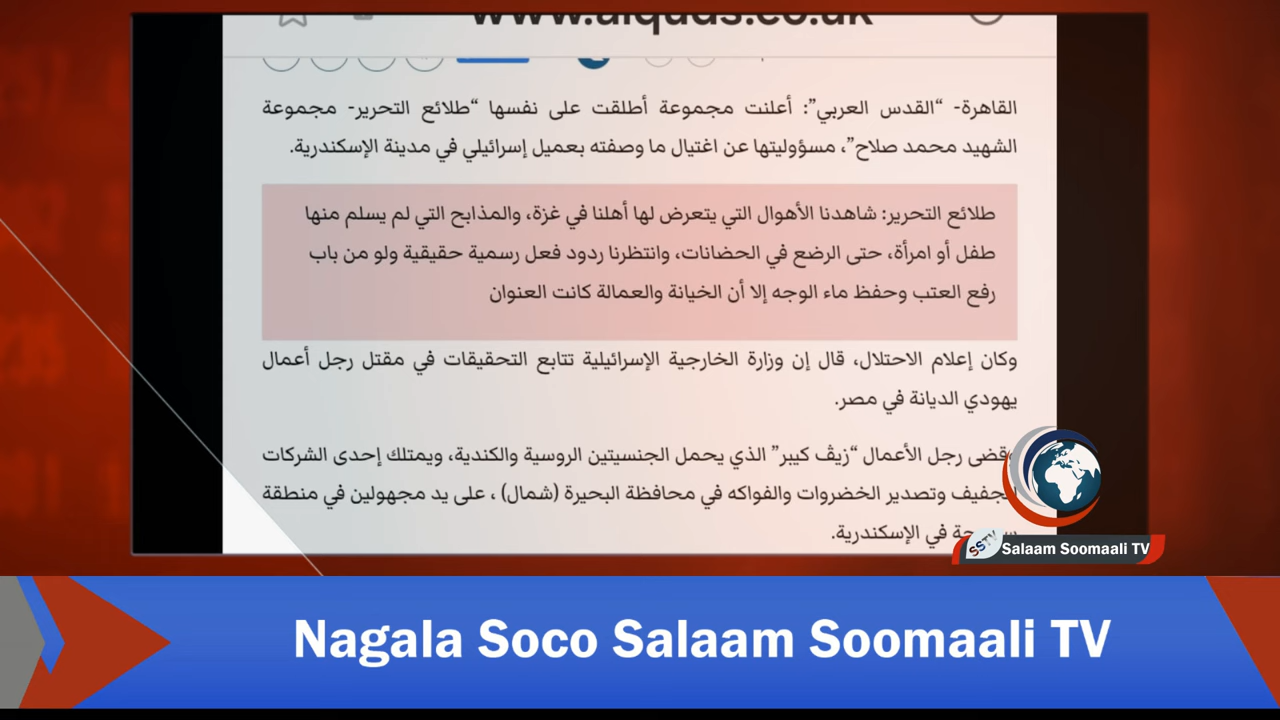 www.alquds.co.uk
القاهرة- “القدس العربي”: أعلنت مجموعة أطلقت على نفسها “طلائع التحرير- مجموعة
الشهيد محمد صلاح”، مسؤوليتها عن اغتيال ما وصفته بعميل إسرائيلي في مدينة الإسكندرية.
طلائع التحرير: شاهدنا الأهوال التي يتعرض لها أهلنا في غزة، والمذابح التي لم يسلم منها
طفل أو امرأة، حتى الرضع في الحضانات، وانتظرنا ردود فعل رسمية حقيقية ولو من باب
رفع العتب وحفظ ماء الوجه إلا أن الخيانة والعمالة كانت العنوان
وكان إعلام الاحتلال، قال إن وزارة الخارجية الإسرائيلية تتابع التحقيقات في مقتل رجل أعمال
يهودي الديانة في مصر.
وقضى رجل الأعمال “زيڤ كيبر” الذي يحمل الجنسيتين الروسية والكندية، ويمتلك إحدى الشركات
وتصدير الخضروات والفواكه في محافظة البحيرة (شمال) ، على يد مجهولين في منطقة
في الإسكندرية.
SSTV
Salaam Soomaali TV
Nagala Soco Salaam Soomaali TV